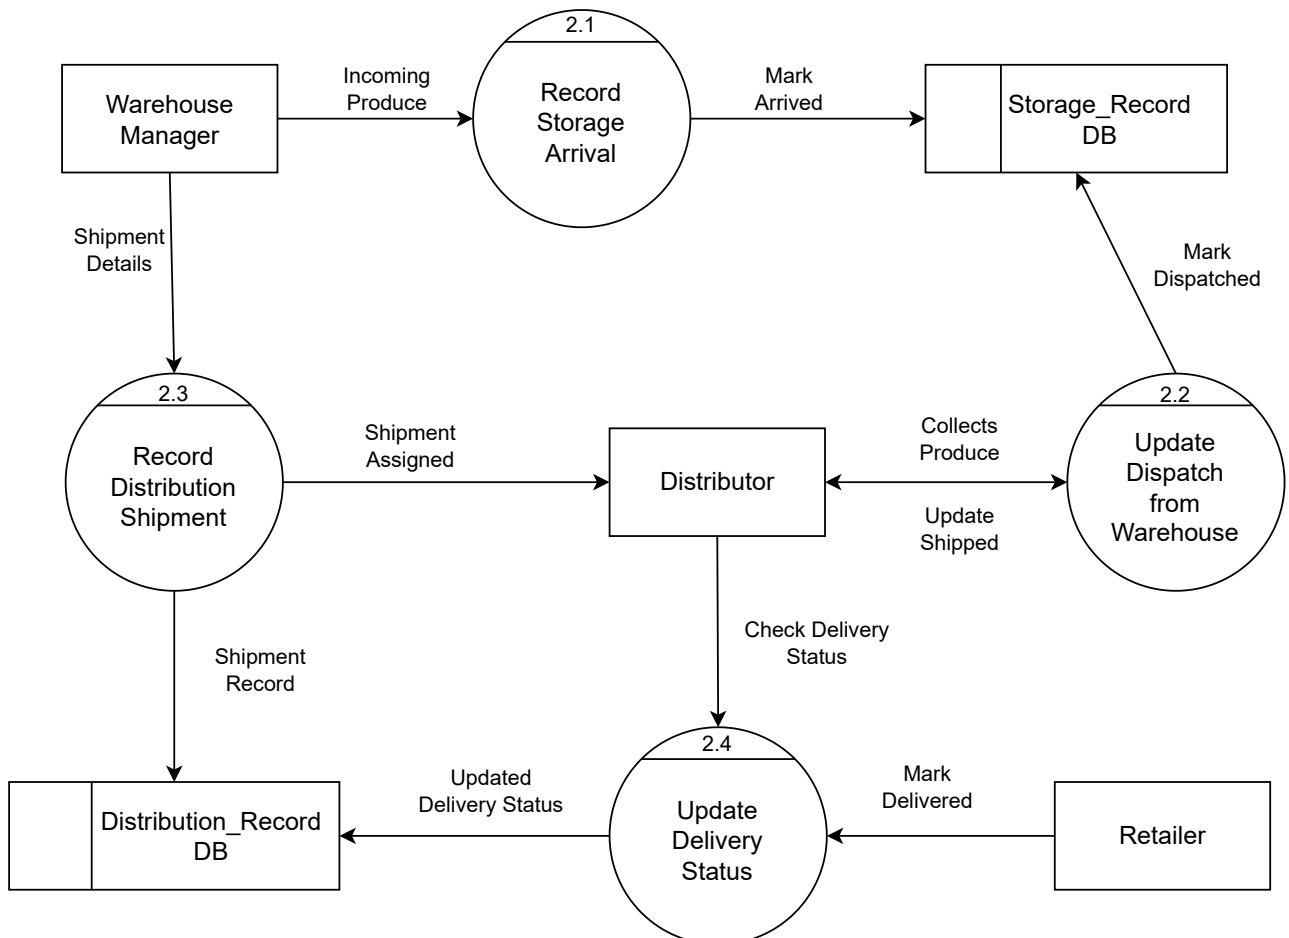 2.1
Warehouse
Manager
Incoming
Produce
Record
Storage
Arrival
Mark
Arrived
Storage_Record
DB
Shipment
Details
Mark
Dispatched
2.3
Record
Distribution
Shipment
Shipment
Assigned
Distributor
Collects
Produce
Update
Shipped
2.2
Update
Dispatch
from
Warehouse
Shipment
Record
Check Delivery
Status
2.4
Update
Delivery
Status
Distribution_Record
DB
Updated
Delivery Status
Mark
Delivered
Retailer